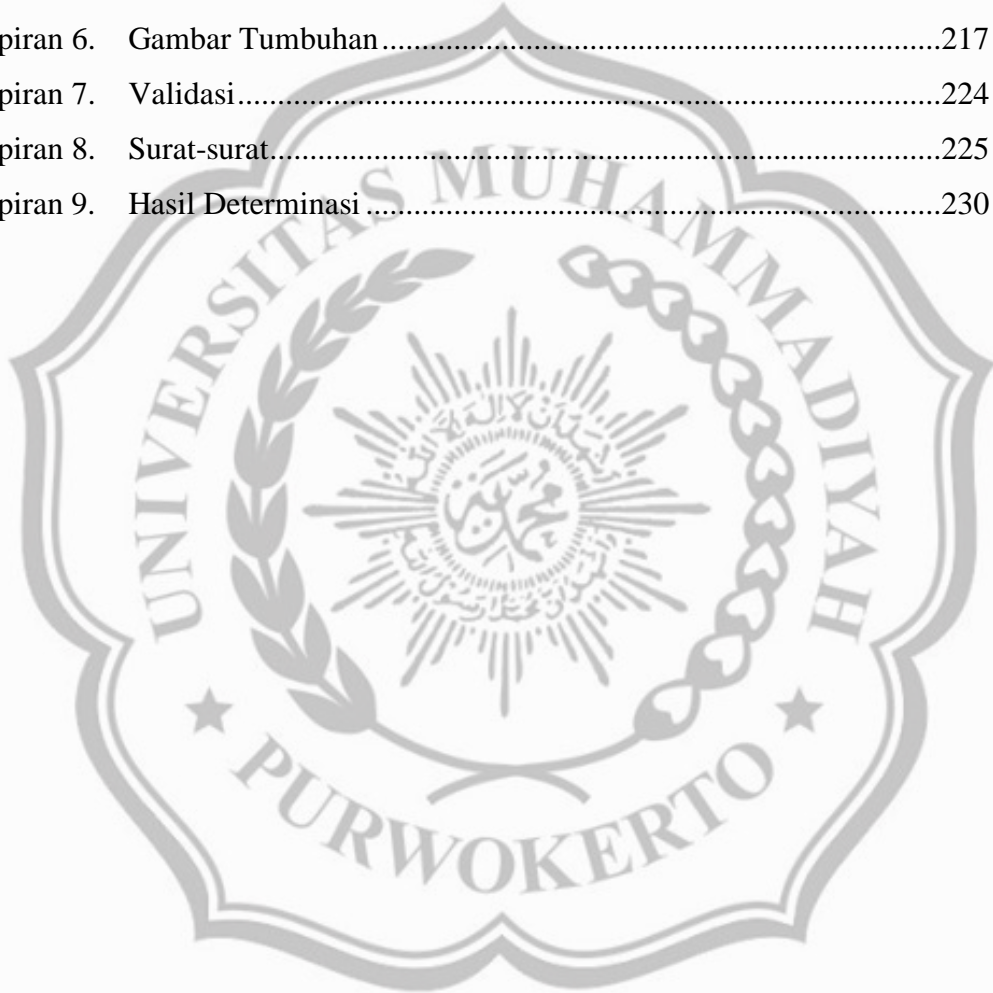 piran 6. Gambar Tumbuhan.......................................................................217
piran 7. Validasi..........................................................................................224
piran 8. Surat-surat......................................................................................225
piran 9. Hasil Determinasi .........................................................................230
UNIVERSITAS MUHAMMADIYAH
PURWOKERTO